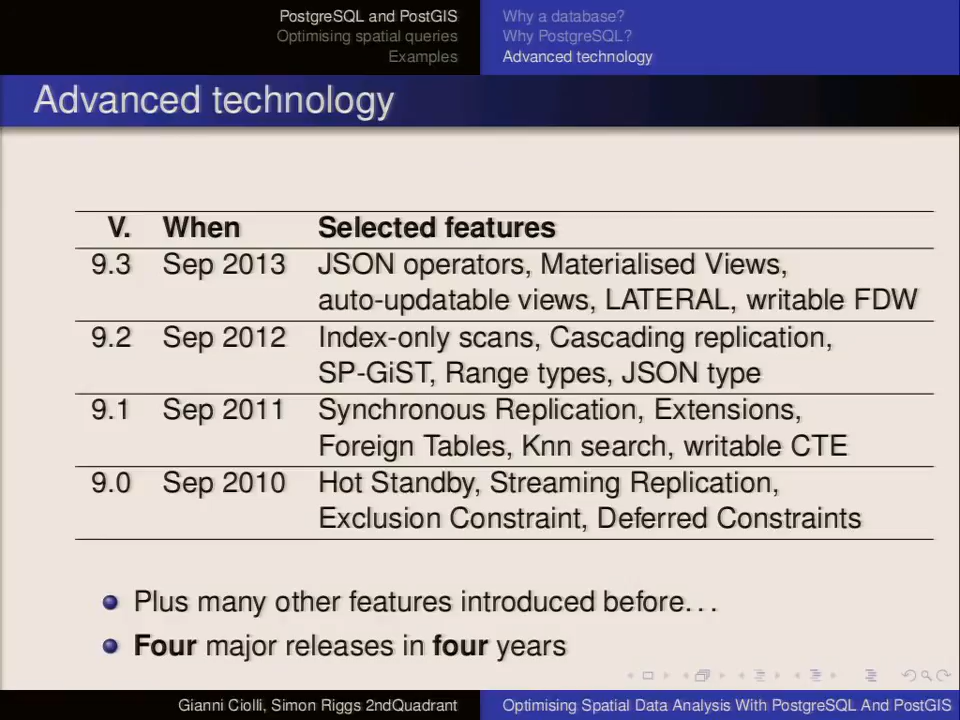 PostgreSQL and PostGIS
Optimising spatial queries
Examples
Why a database?
Why PostgreSQL?
Advanced technology
Advanced technology
V. When Selected features
9.3 Sep 2013 JSON operators, Materialised Views,
auto-updatable views, LATERAL, writable FDW
9.2 Sep 2012 Index-only scans, Cascading replication,
SP-GiST, Range types, JSON type
9.1 Sep 2011 Synchronous Replication, Extensions,
Foreign Tables, Knn search, writable CTE
9.0 Sep 2010 Hot Standby, Streaming Replication,
Exclusion Constraint, Deferred Constraints
Plus many other features introduced before...
Four major releases in four years
Gianni Ciolli, Simon Riggs 2ndQuadrant
Optimising Spatial Data Analysis With PostgreSQL And PostGIS